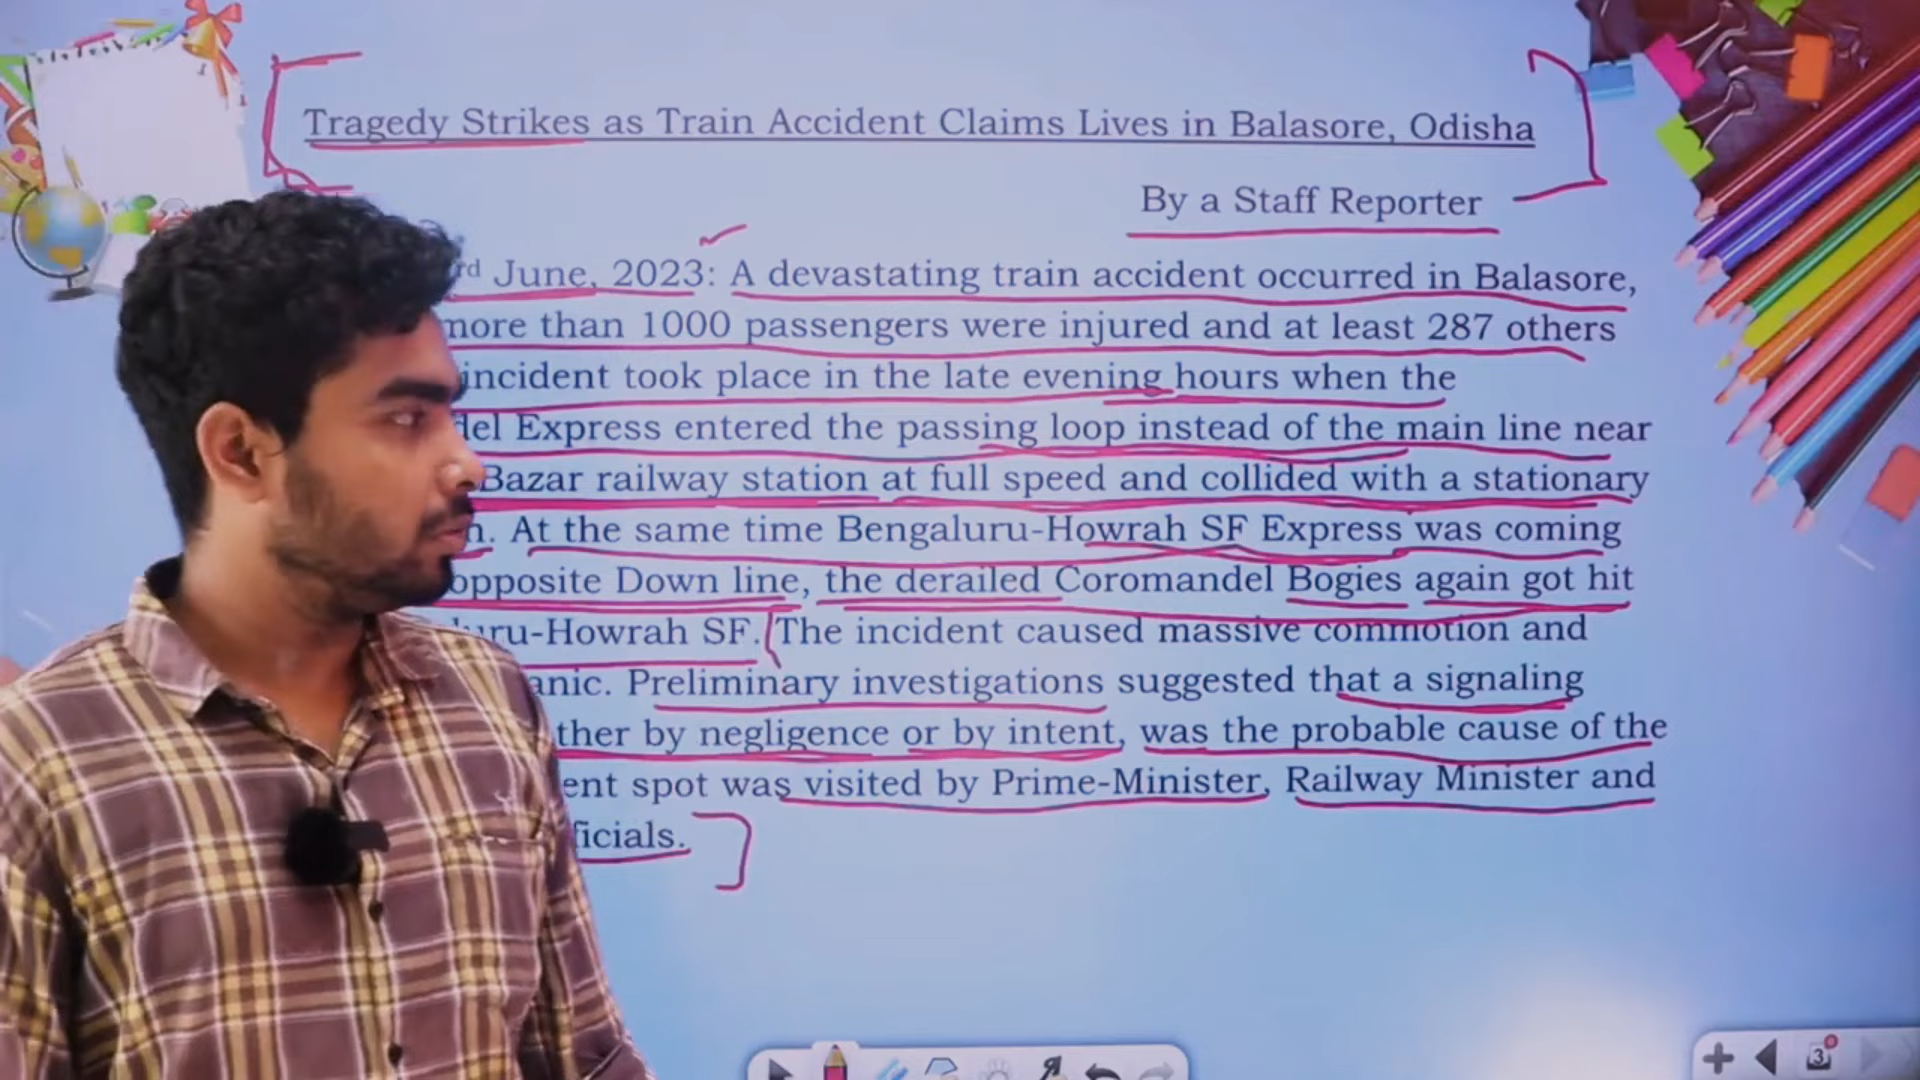 Tragedy Strikes as Train Accident Claims Lives in Balasore, Odisha
By a Staff Reporter
rd June, 2023: A devastating train accident occurred in Balasore,
more than 1000 passengers were injured and at least 287 others
incident took place in the late evening hours when the
del Express entered the passing loop instead of the main line near
Bazar railway station at full speed and collided with a stationary
n. At the same time Bengaluru-Howrah SF Express was coming
opposite Down line, the derailed Coromandel Bogies again got hit
luru-Howrah SF. The incident caused massive commotion and
anic. Preliminary investigations suggested that a signaling
ther by negligence or by intent, was the probable cause of the
ent spot was visited by Prime-Minister, Railway Minister and
ficials.
3